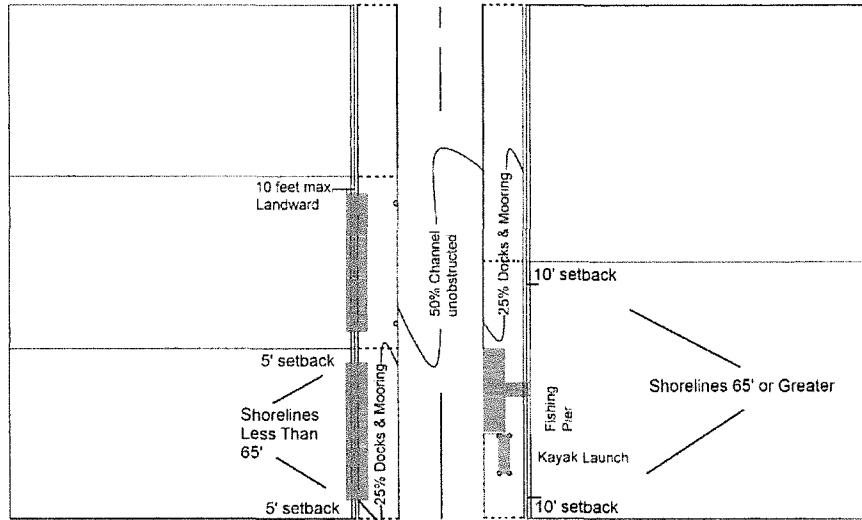 10 feet max.
Landward
50% Channel
unobstructed
25% Docks & Mooring
10' setback
5' setback
Shorelines
Less Than
65'
25% Docks & Mooring
5' setback
Shorelines 65' or Greater
Fishing
Pier
Kayak Launch
10' setback